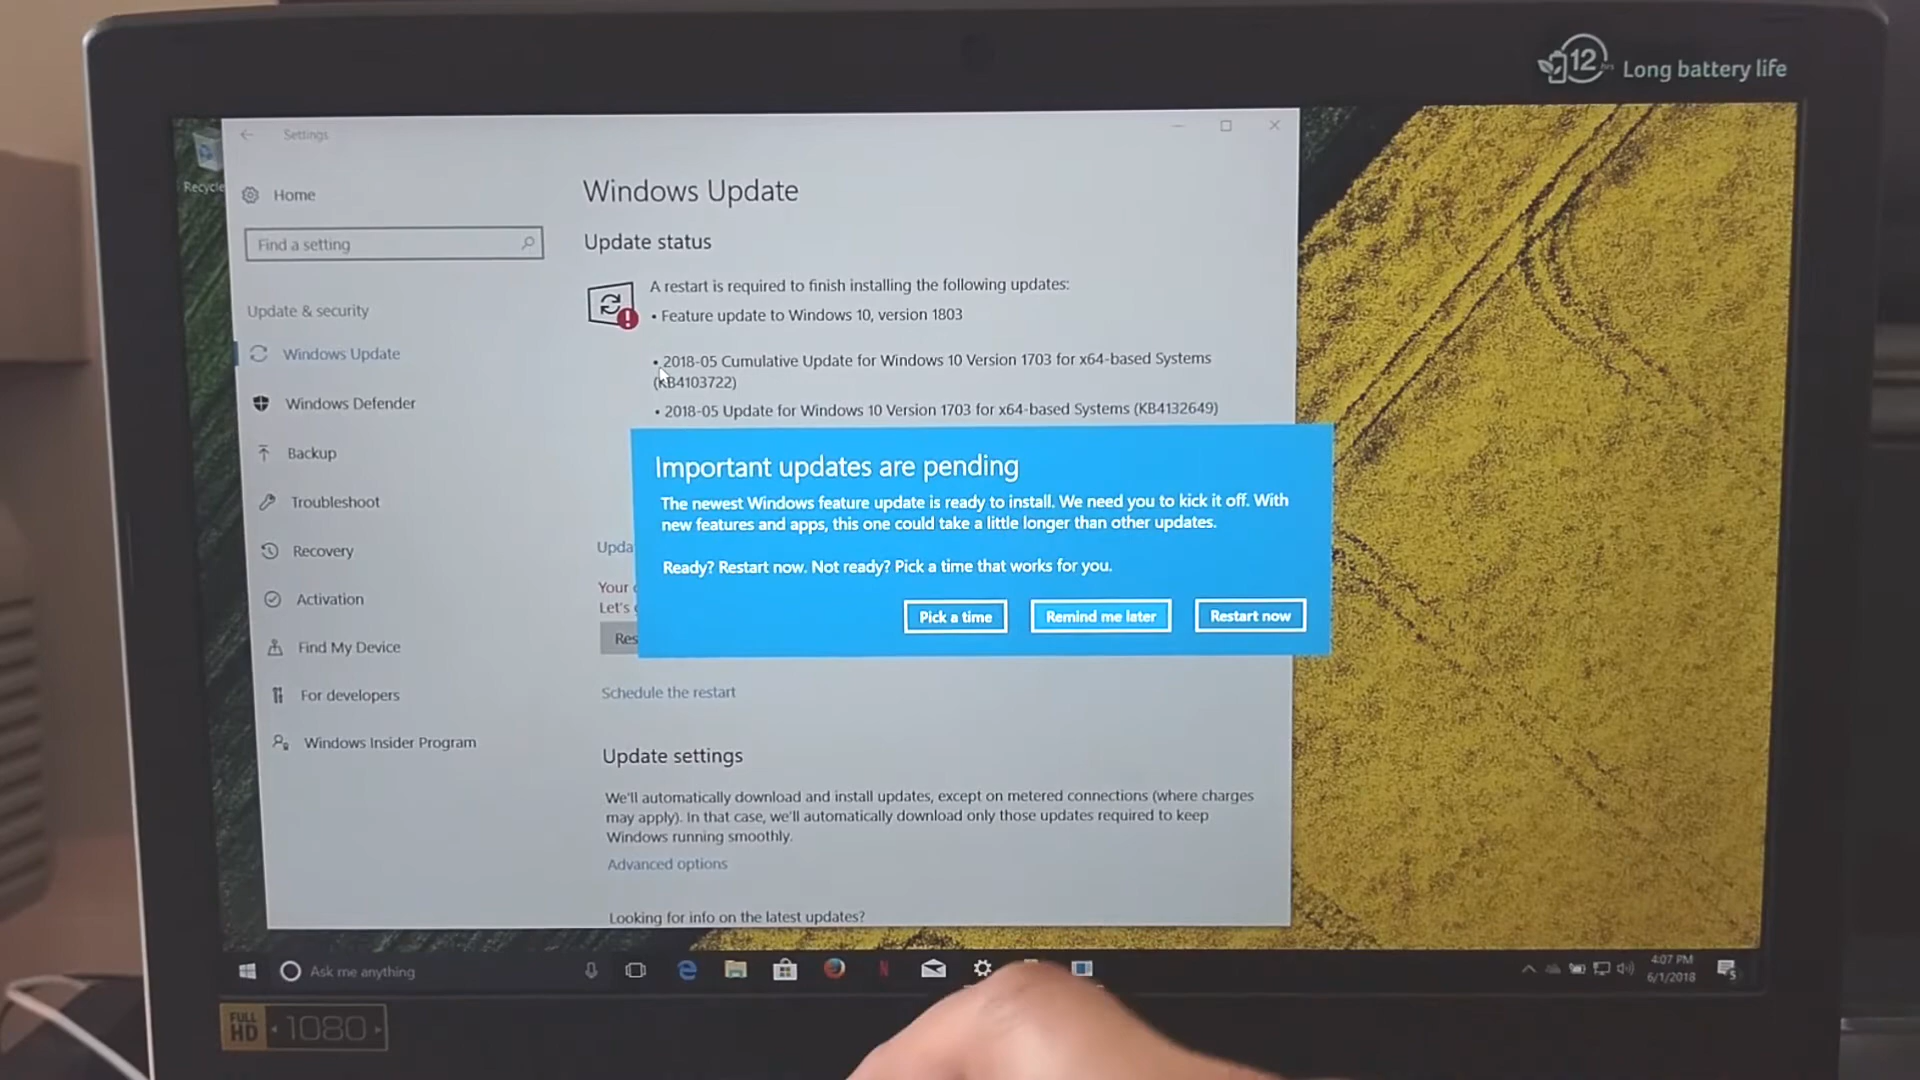 12 hrs Long battery life
Settings
Recycle
Home
Find a setting
Update & security
Windows Update
Windows Defender
Backup
Troubleshoot
Recovery
Activation
Find My Device
For developers
Windows Insider Program
Windows Update
Update status
A restart is required to finish installing the following updates:
• Feature update to Windows 10, version 1803
• 2018-05 Cumulative Update for Windows 10 Version 1703 for x64-based Systems
(KB4103722)
• 2018-05 Update for Windows 10 Version 1703 for x64-based Systems (KB4132649)
Important updates are pending
The newest Windows feature update is ready to install. We need you to kick it off. With
new features and apps, this one could take a little longer than other updates.
Ready? Restart now. Not ready? Pick a time that works for you.
Pick a time
Remind me later
Restart now
Upda
Your
Let's
Res
Schedule the restart
Update settings
We'll automatically download and install updates, except on metered connections (where charges
may apply). In that case, we'll automatically download only those updates required to keep
Windows running smoothly.
Advanced options
Looking for info on the latest updates?
Ask me anything
N
4:07 PM
6/1/2018
5
FULL
HD
1080